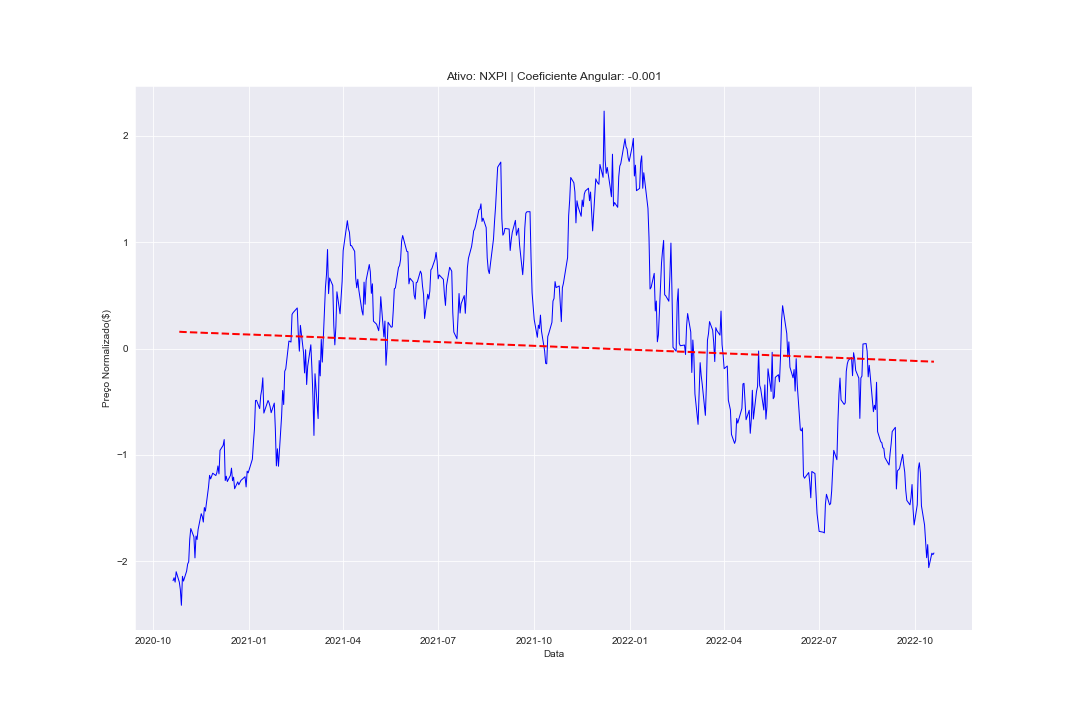 Ativo: NXPI | Coeficiente Angular: -0.001
Preço Normalizado($)
2
1
0
−1
−2
2020-10 2021-01 2021-04 2021-07 2021-10 2022-01 2022-04 2022-07 2022-10
Data